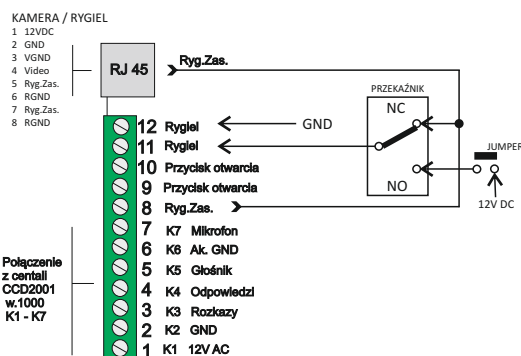 KAMERA / RYGIEL
1 12VDC
2 GND
3 VGND
4 Video
5 Ryg.Zas.
6 RGND
7 Ryg.Zas.
8 RGND
RJ 45
Ryg.Zas.
PRZEKAŹNIK
NC
NO
JUMPER
12V DC
12 Rygiel
GND
11 Rygiel
10 Przycisk otwarcia
9 Przycisk otwarcia
8 Ryg.Zas.
7 K7 Mikrofon
6 K6 Ak. GND
5 K5 Głośnik
4 K4 Odpowiedzi
3 K3 Rozkazy
2 K2 GND
1 K1 12V AC
Połączenie
z centali
CCD2001
w.1000
K1 - K7